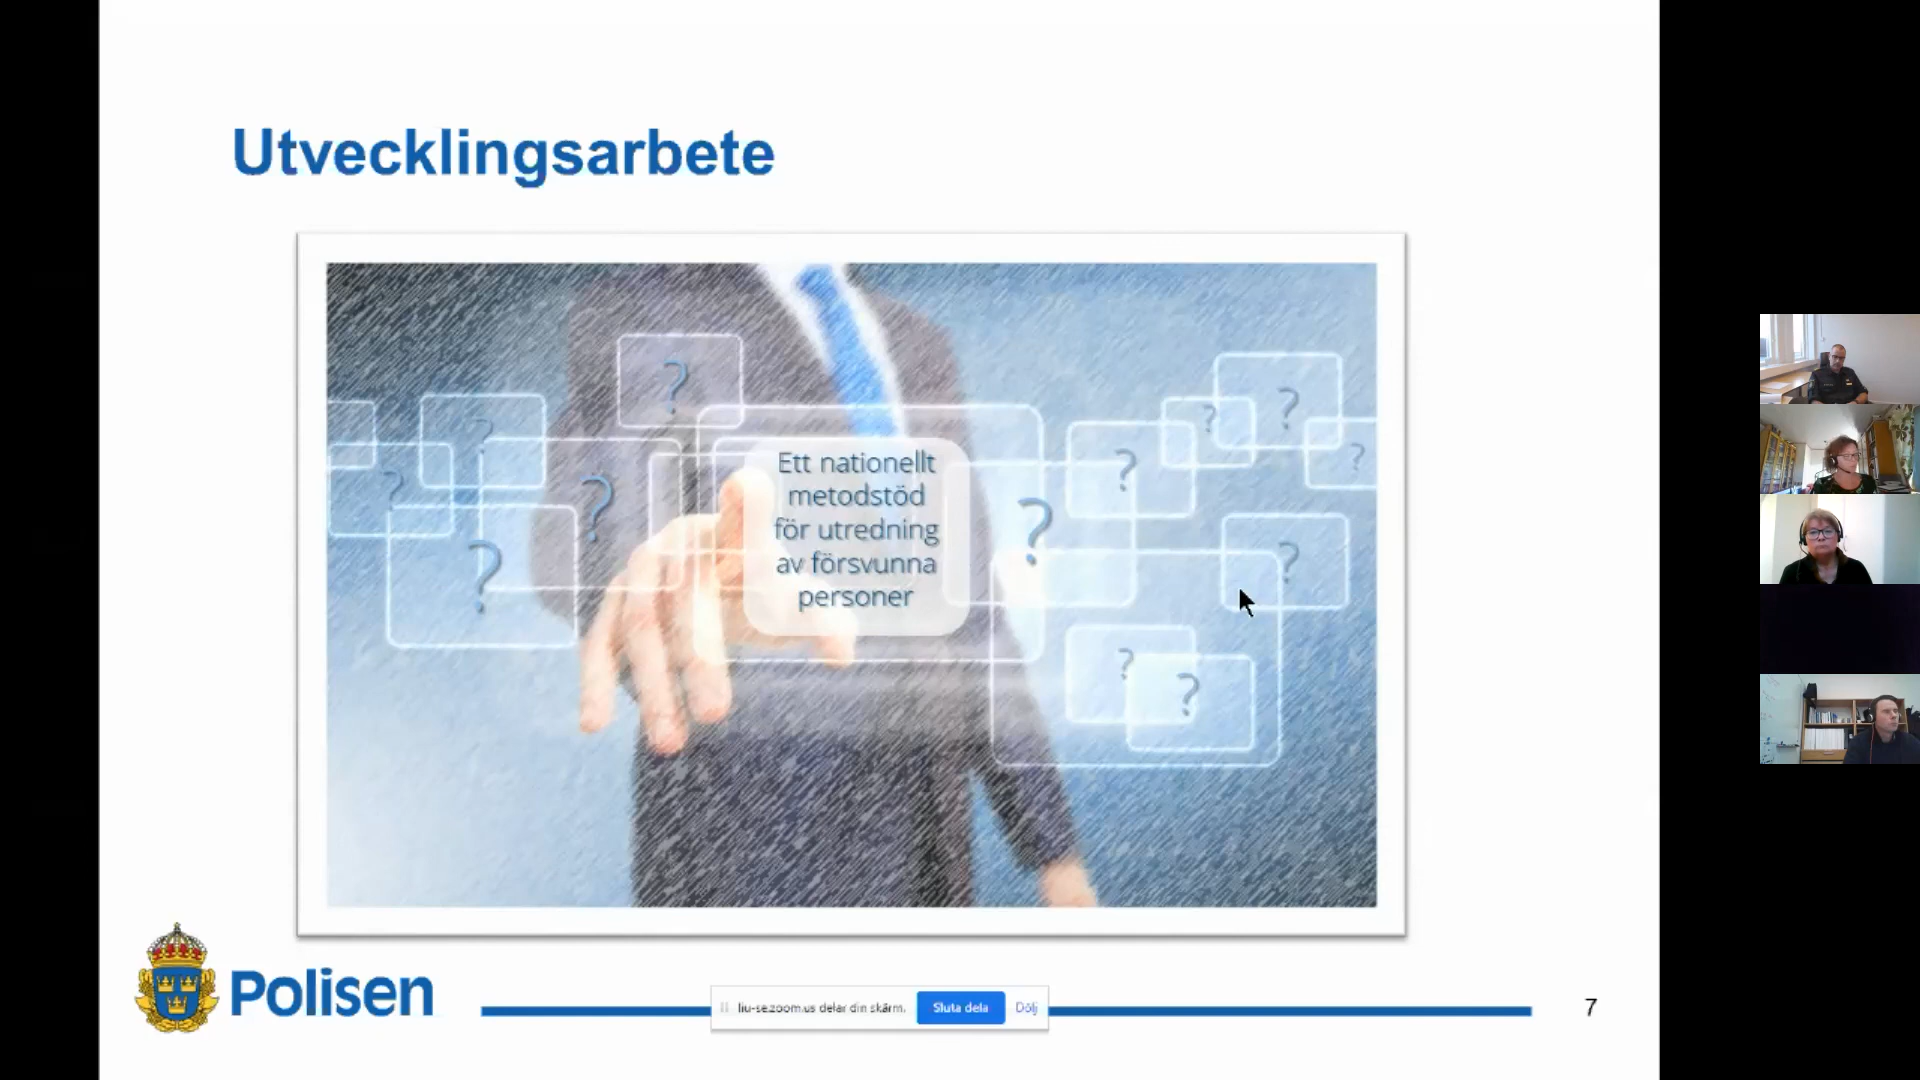 Utvecklingsarbete
?
?
?
?
?
?
?
?
?
?
?
?
?
?
Ett nationellt
metodstöd
för utredning
av försvunna
personer
Polisen
liu-se.zoom.us delar din skärm.
Sluta dela
Dölj
7